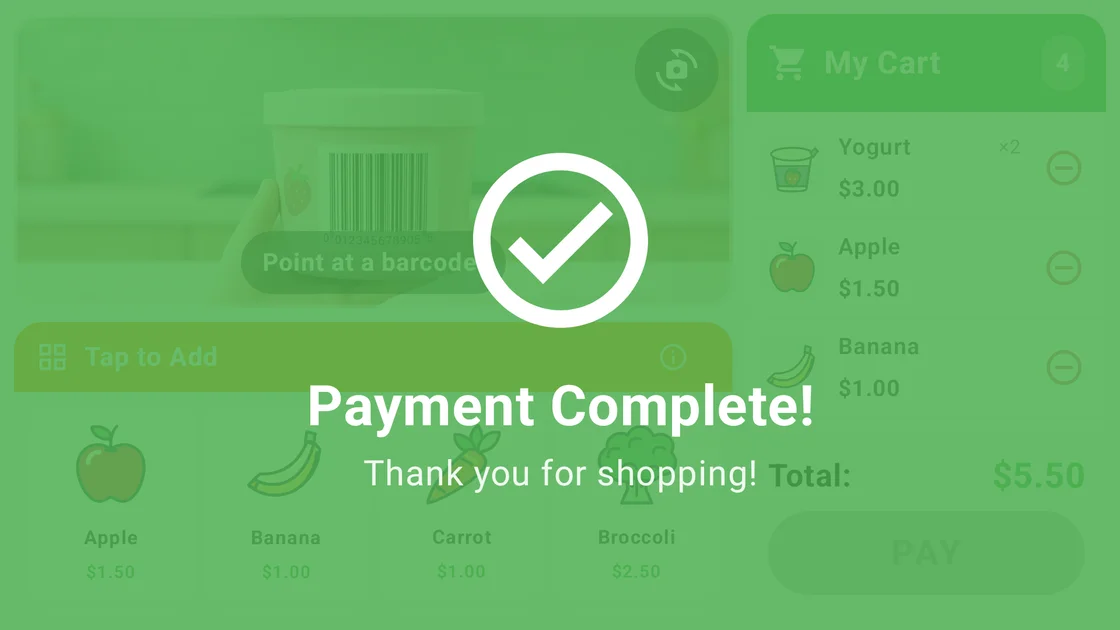 My Cart
4
Yogurt
×2
$3.00
Apple
$1.50
Banana
$1.00
Point at a barcode
Tap to Add
Payment Complete!
Thank you for shopping!
Total:
$5.50
PAY
Apple
Banana
Carrot
Broccoli
$1.50
$1.00
$1.00
$2.50